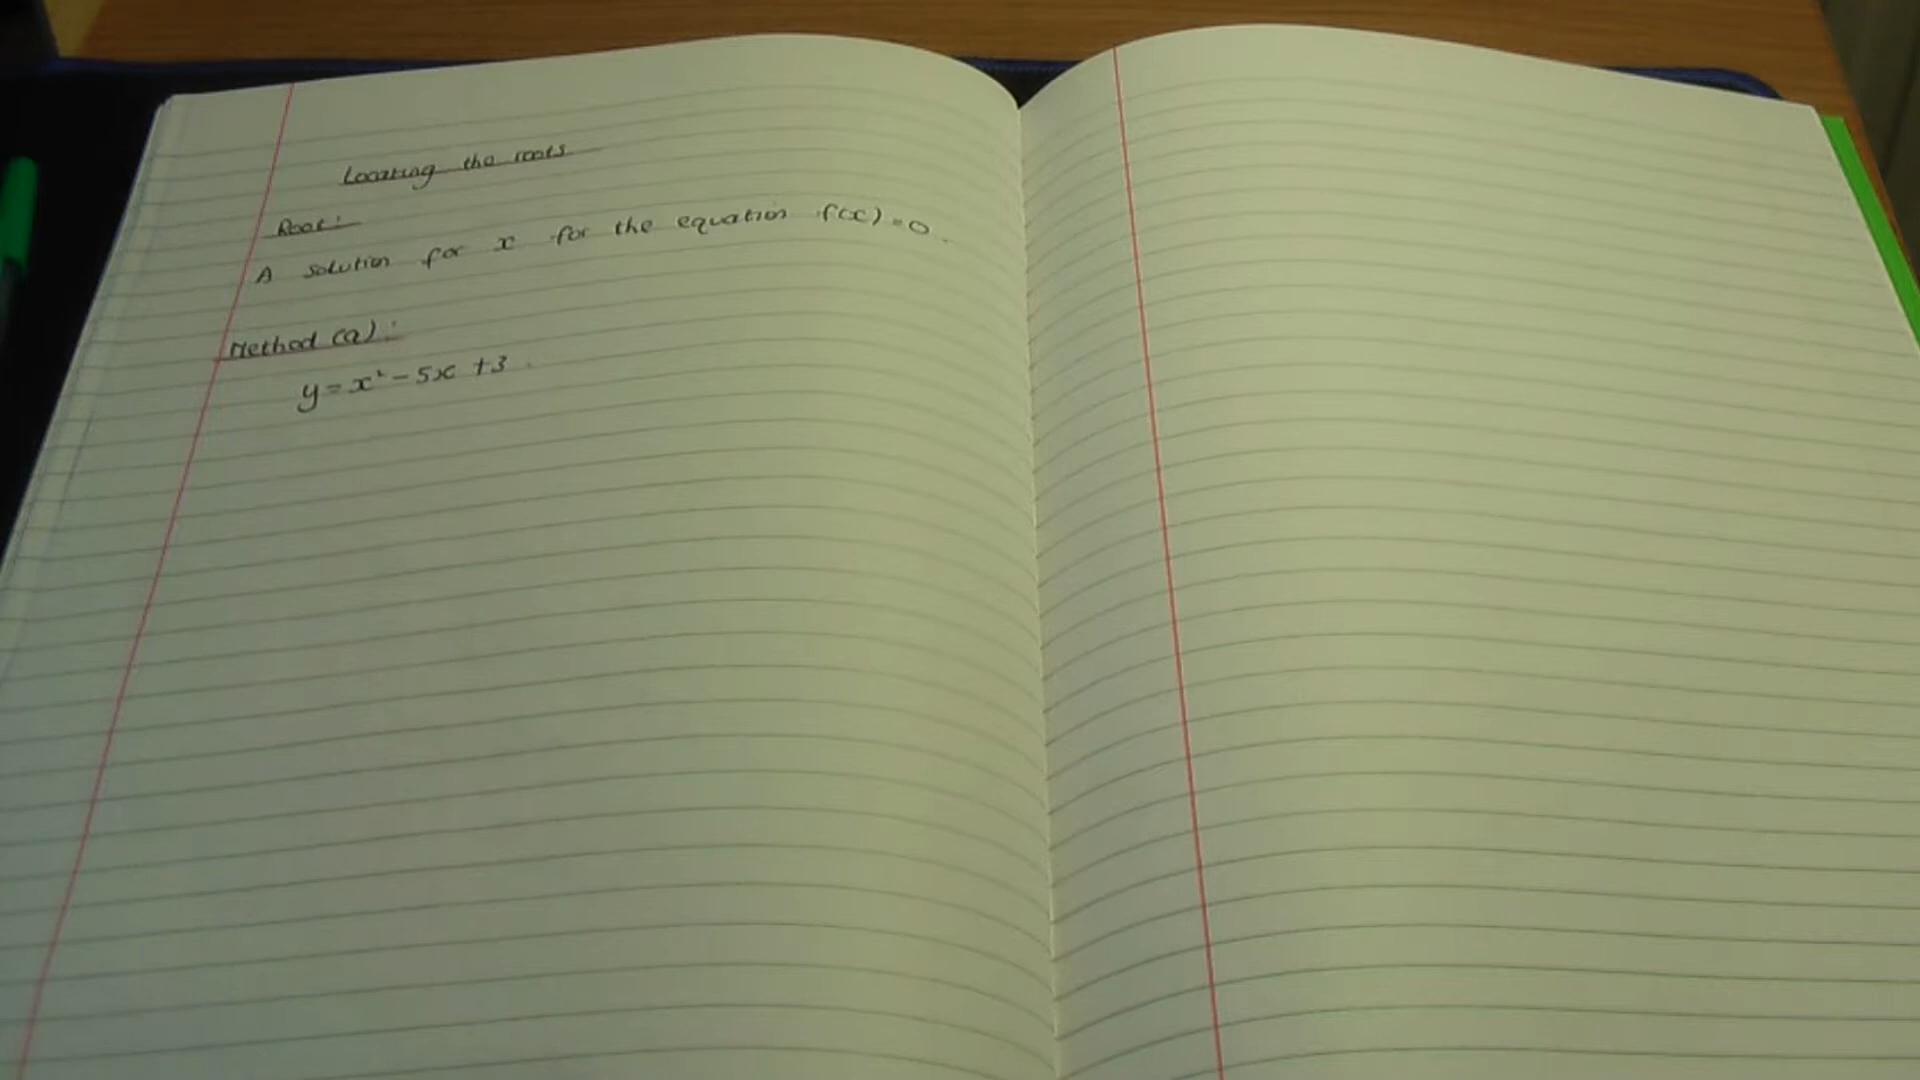 Locating the roots
Root:
A solution for x for the equation f(x)=0.
Method (a):
y = x² - 5x + 3.